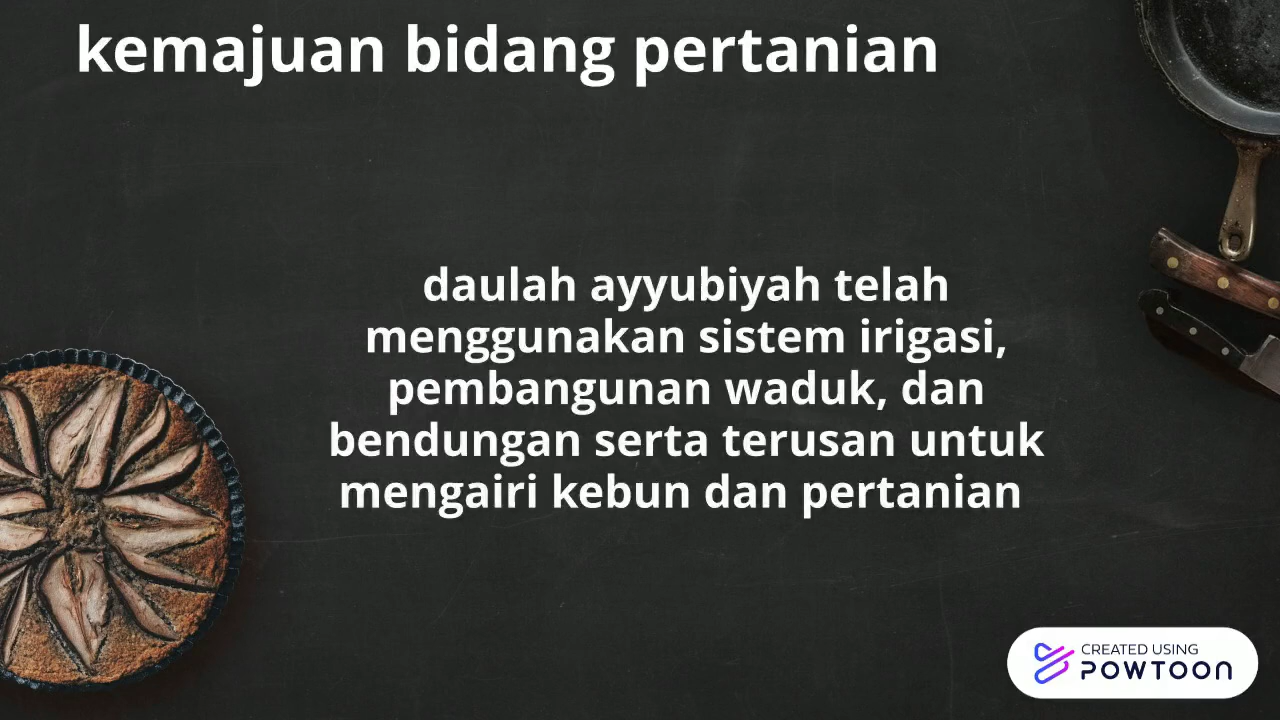 kemajuan bidang pertanian
daulah ayyubiyah telah
menggunakan sistem irigasi,
pembangunan waduk, dan
bendungan serta terusan untuk
mengairi kebun dan pertanian
CREATED USING
POWTOON